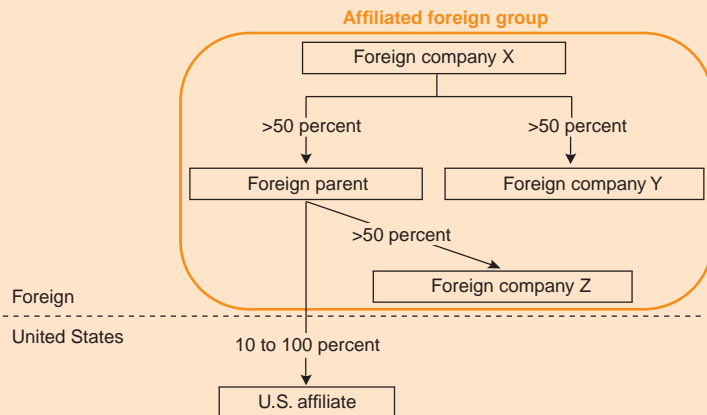 Affiliated foreign group
Foreign company X
>50 percent
>50 percent
Foreign parent
Foreign company Y
>50 percent
Foreign company Z
Foreign
United States
10 to 100 percent
U.S. affiliate